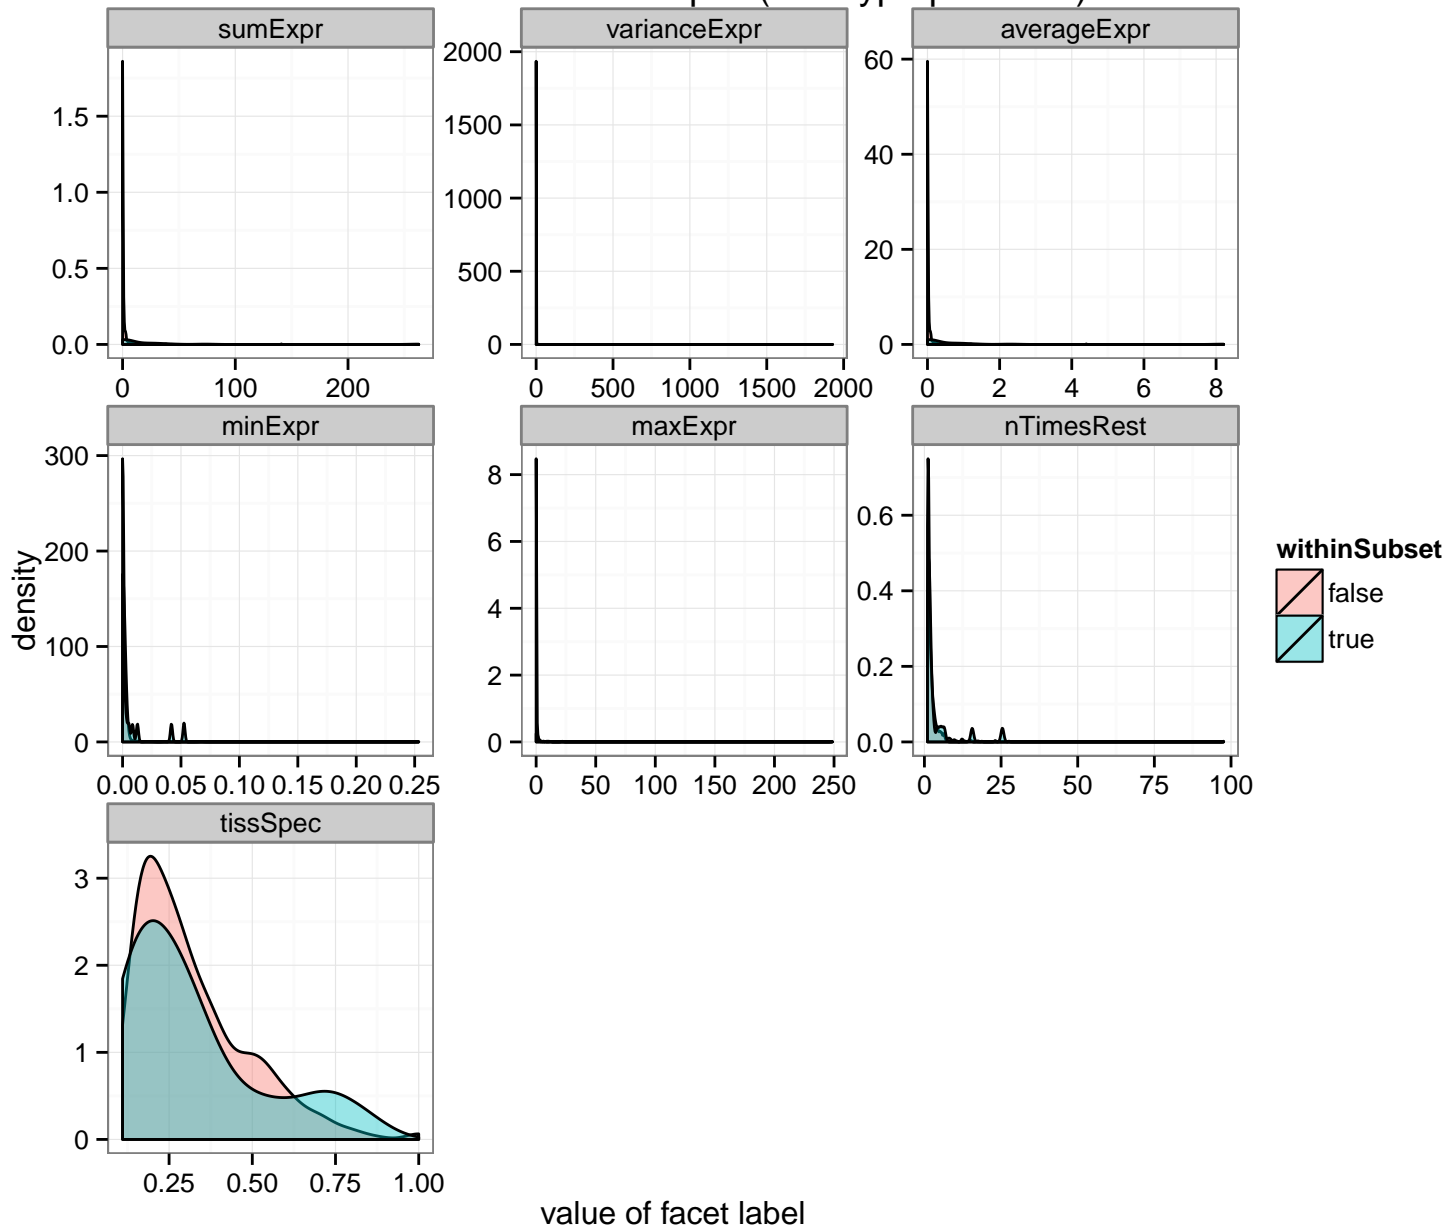 sumExpr varianceExpr averageExpr
2000 60
1.5 1500
40
1.0 1000
20
0.5 500
0.0 0 0
0 100 200 0 500 1000 1500 2000 0 2 4 6 8
minExpr maxExpr nTimesRest
300 8
0.6
6
200
0.4
4
100 0.2
2
0 0 0.0
0.00 0.05 0.10 0.15 0.20 0.25 0 50 100 150 200 250 0 25 50 75 100
density
withinSubset
false
true
tissSpec
3
2
1
0
0.25 0.50 0.75 1.00
value of facet label